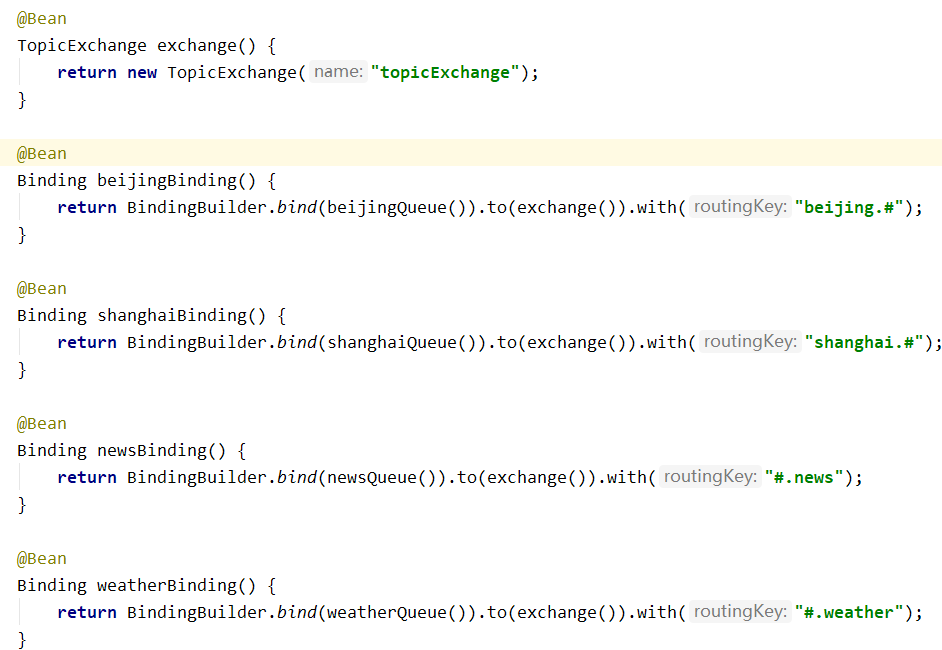 @Bean
TopicExchange exchange() {
    return new TopicExchange( name: "topicExchange");
}
@Bean
Binding beijingBinding() {
    return BindingBuilder.bind(beijingQueue()).to(exchange()).with( routingKey: "beijing.#");
}
@Bean
Binding shanghaiBinding() {
    return BindingBuilder.bind(shanghaiQueue()).to(exchange()).with( routingKey: "shanghai.#");
}
@Bean
Binding newsBinding() {
    return BindingBuilder.bind(newsQueue()).to(exchange()).with( routingKey: "#.news");
}
@Bean
Binding weatherBinding() {
    return BindingBuilder.bind(weatherQueue()).to(exchange()).with( routingKey: "#.weather");
}